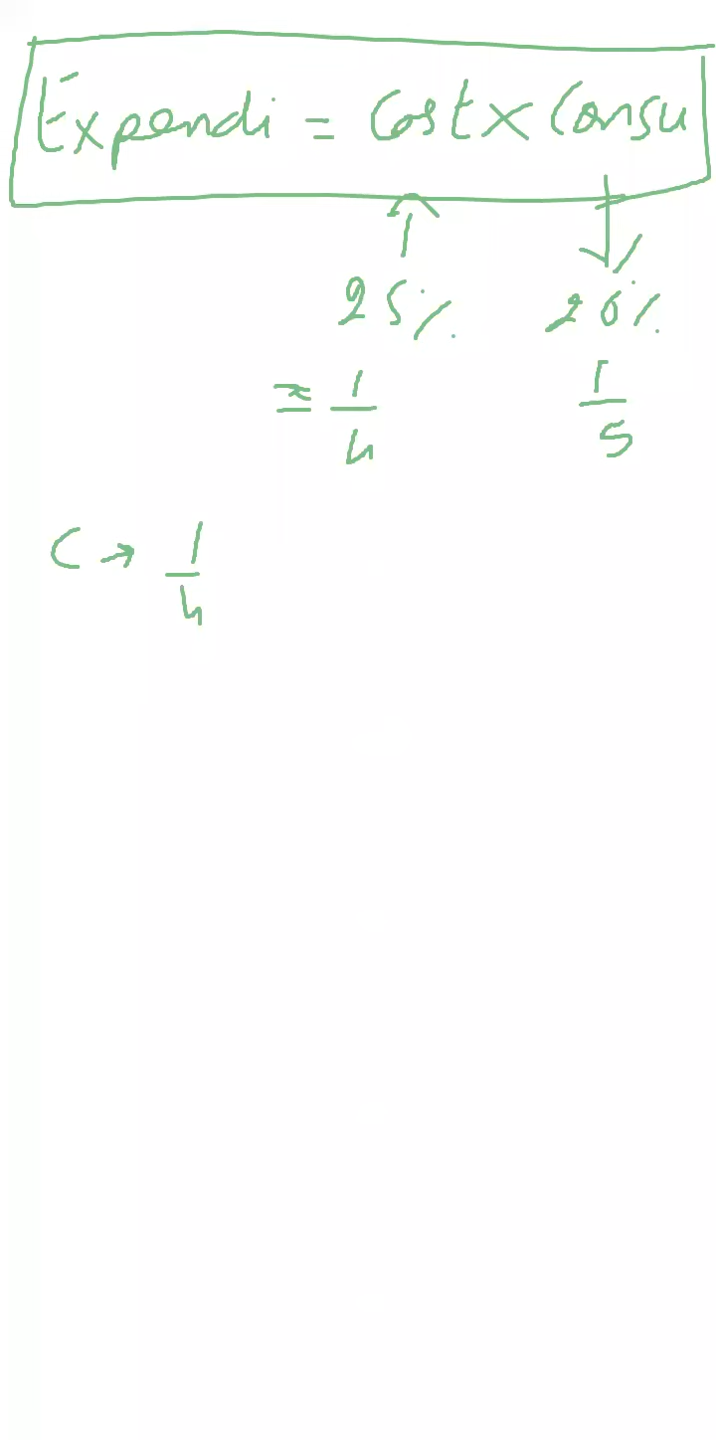 Expendi = Cost × Consu
↑ ↓
25% 20%
= 1/4 1/5
C → 1/4